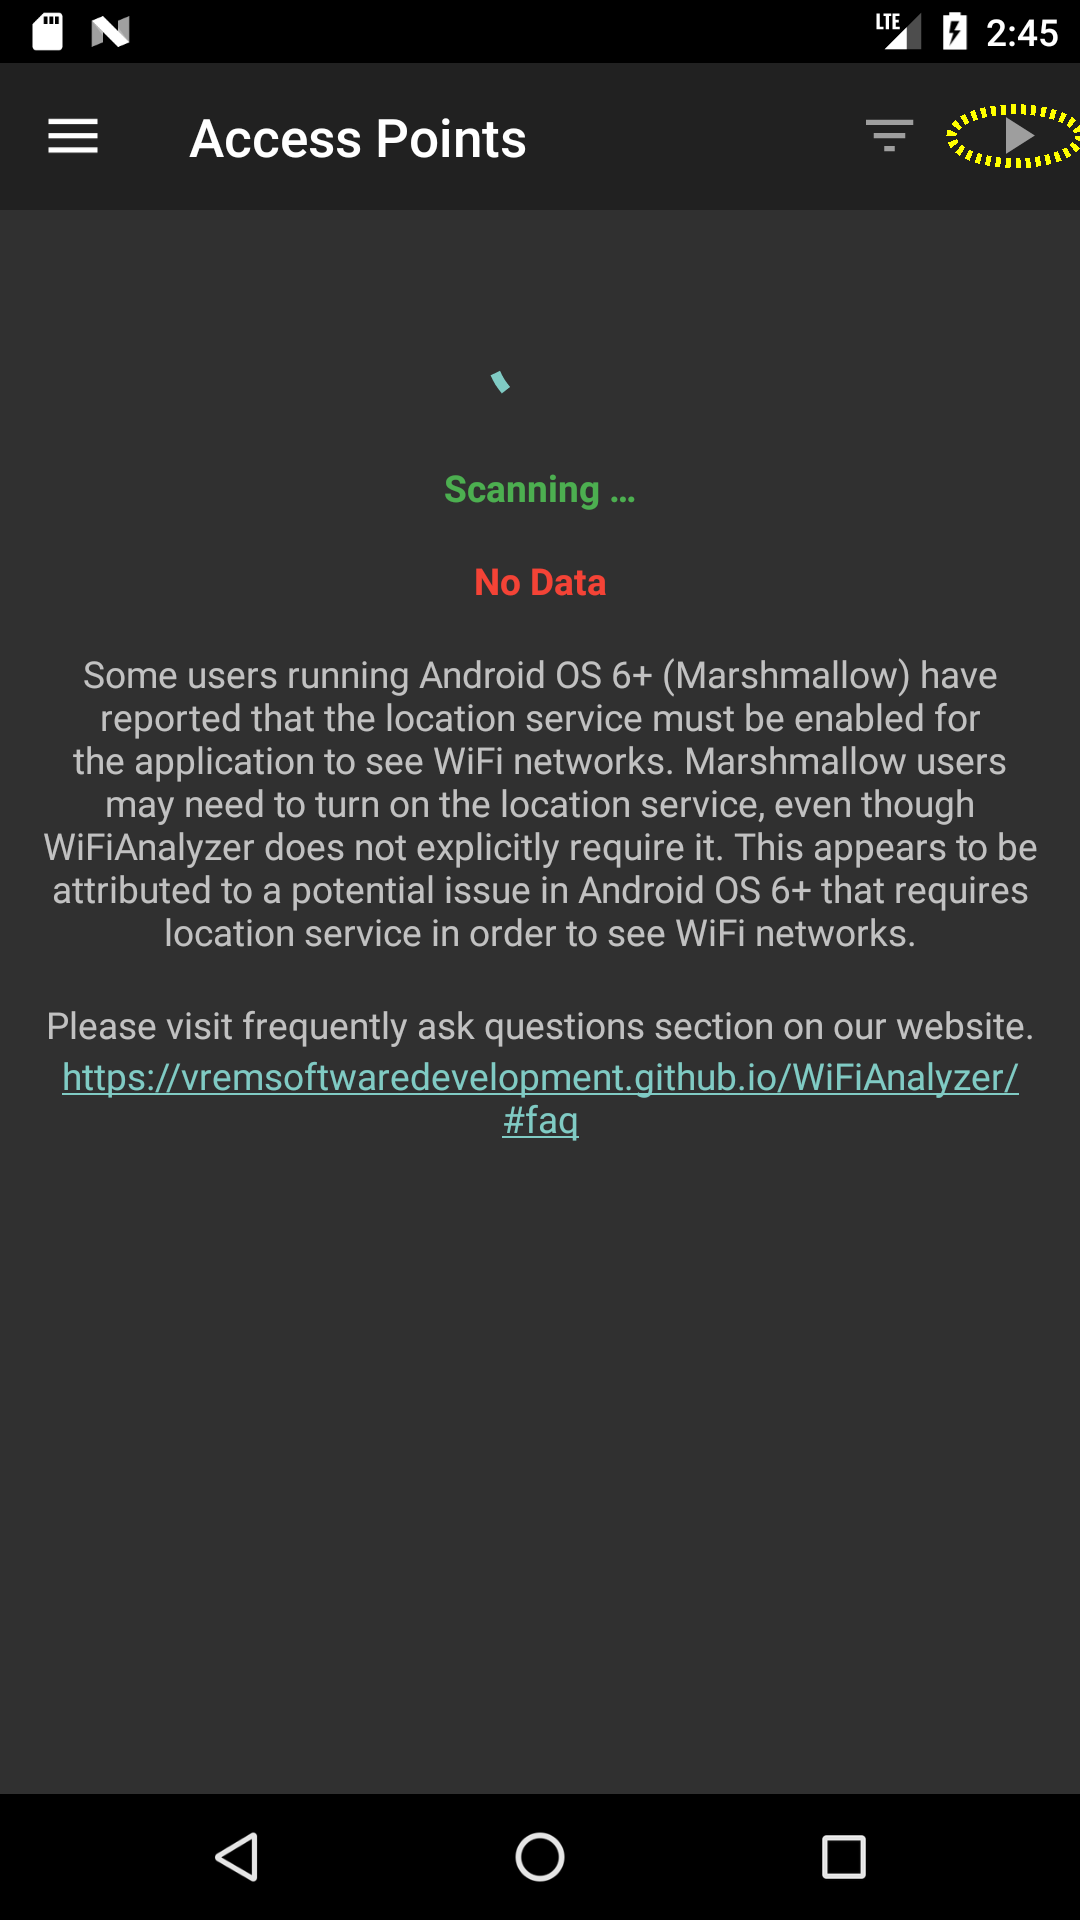 LTE 2:45
Access Points
Scanning ...
No Data
Some users running Android OS 6+ (Marshmallow) have
reported that the location service must be enabled for
the application to see WiFi networks. Marshmallow users
may need to turn on the location service, even though
WiFiAnalyzer does not explicitly require it. This appears to be
attributed to a potential issue in Android OS 6+ that requires
location service in order to see WiFi networks.
Please visit frequently ask questions section on our website.
https://vremsoftwaredevelopment.github.io/WiFiAnalyzer/
#faq